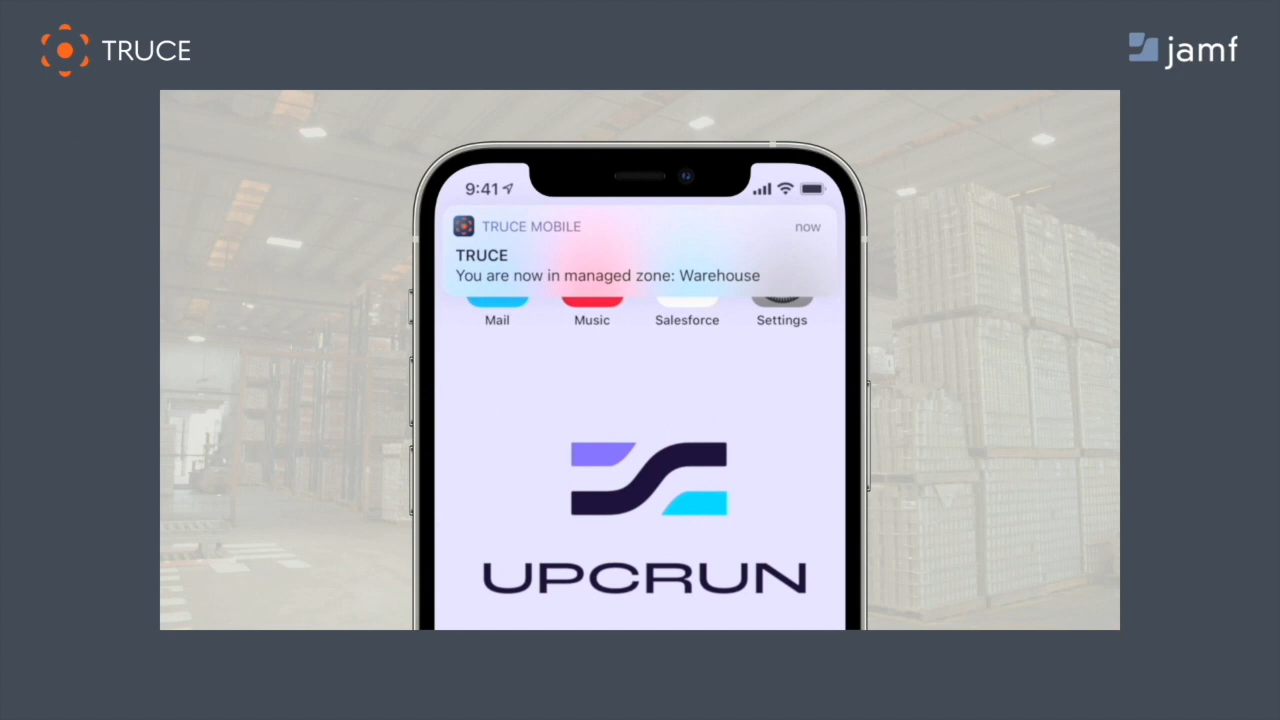 TRUCE
jamf
9:41
TRUCE MOBILE
now
TRUCE
You are now in managed zone: Warehouse
Mail
Music
Salesforce
Settings
UPCRUN